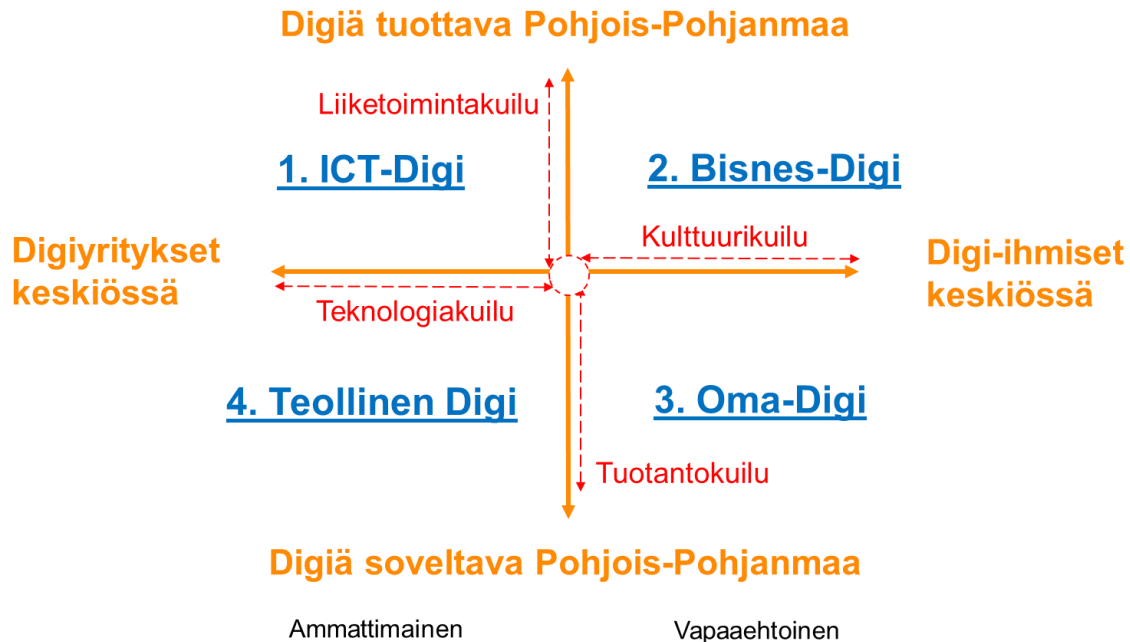 Digiä tuottava Pohjois-Pohjanmaa
Liiketoimintakuilu
1. ICT-Digi
2. Bisnes-Digi
Digiyritykset
keskiössä
Kulttuurikuilu
Digi-ihmiset
keskiössä
Teknologiakuilu
4. Teollinen Digi
3. Oma-Digi
Tuotantokuilu
Digiä soveltava Pohjois-Pohjanmaa
Ammattimainen
Vapaaehtoinen